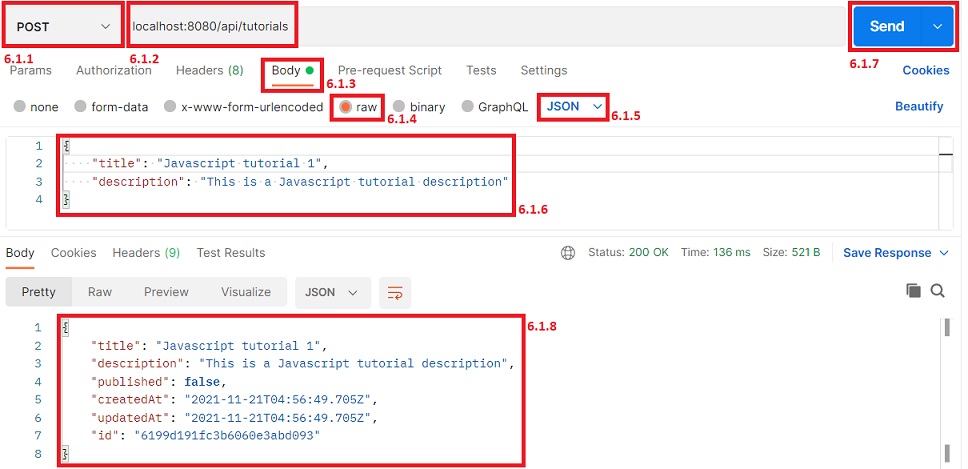 POST localhost:8080/api/tutorials Send
6.1.1 6.1.2 6.1.7
Params Authorization Headers (8) Body Pre-request Script Tests Settings Cookies
6.1.3
none form-data x-www-form-urlencoded raw binary GraphQL JSON Beautify
6.1.4 6.1.5
1 {
2 "title": "Javascript tutorial 1",
3 "description": "This is a Javascript tutorial description"
4 }
6.1.6
Body Cookies Headers (9) Test Results Status: 200 OK Time: 136 ms Size: 521 B Save Response
Pretty Raw Preview Visualize JSON
6.1.8
1 {
2 "title": "Javascript tutorial 1",
3 "description": "This is a Javascript tutorial description",
4 "published": false,
5 "createdAt": "2021-11-21T04:56:49.705Z",
6 "updatedAt": "2021-11-21T04:56:49.705Z",
7 "id": "6199d191fc3b6060e3abd093"
8 }